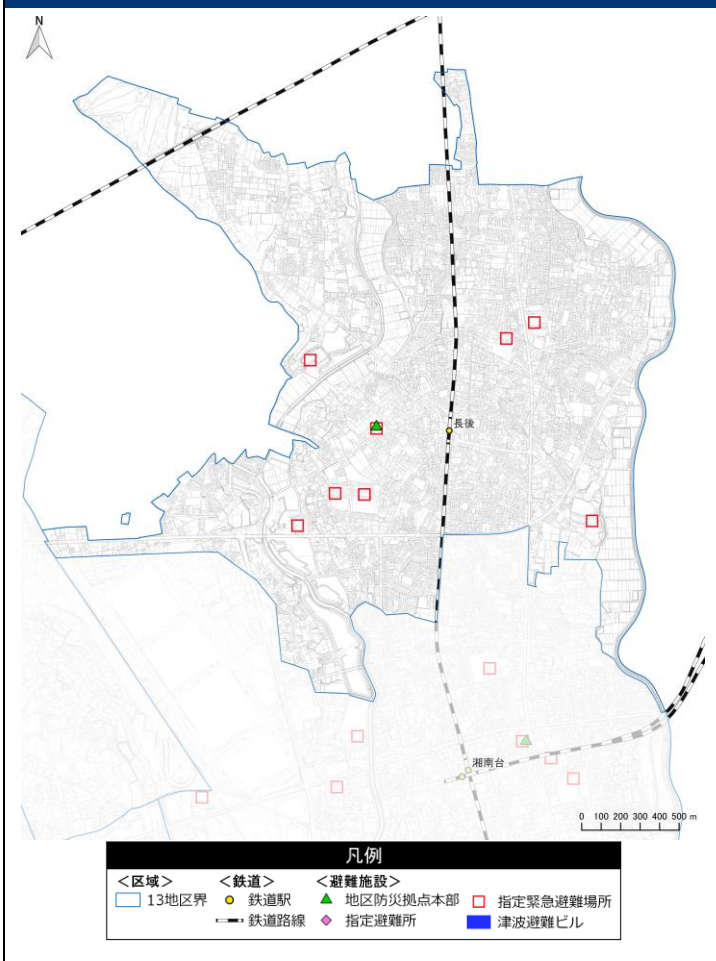 N
長後
湘南台
0 100 200 300 400 500 m
凡例
<区域> <鉄道> <避難施設>
13地区界 鉄道駅 地区防災拠点本部 指定緊急避難場所
鉄道路線 指定避難所 津波避難ビル